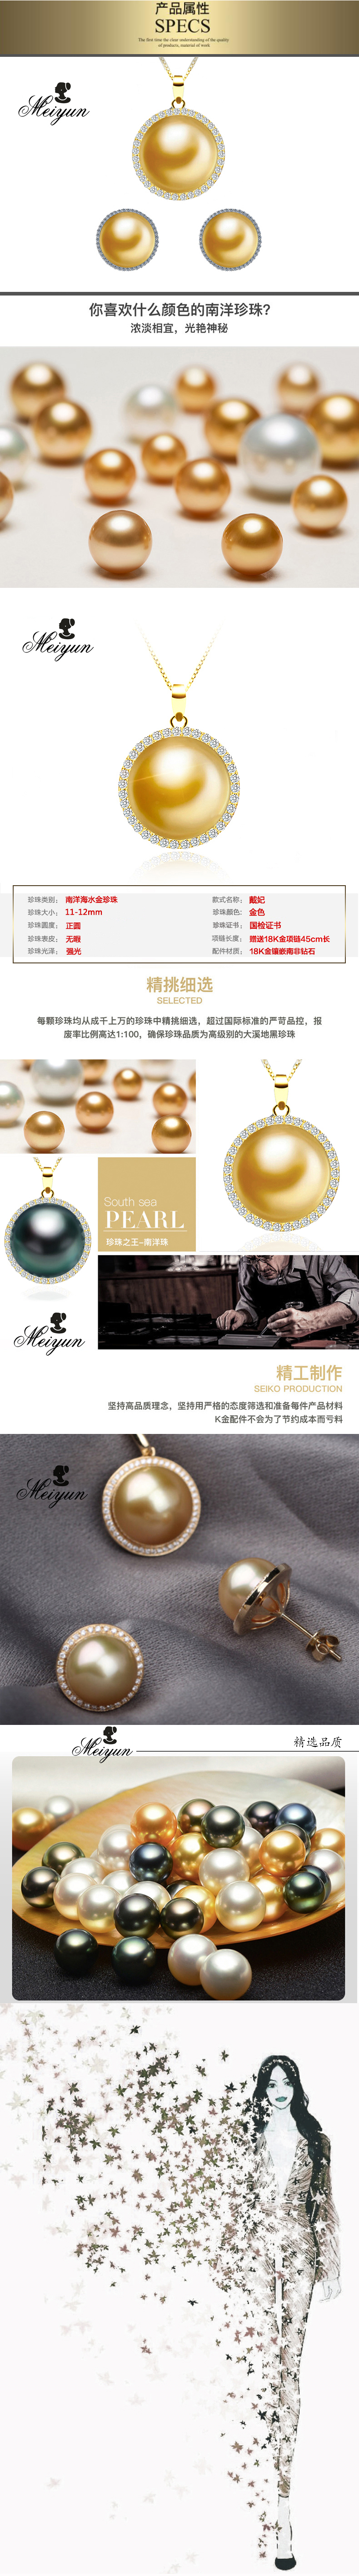 产品属性
SPECS
The first time the clear understanding of the quality
of products, material of work.
Meiyun
你喜欢什么颜色的南洋珍珠?
浓淡相宜，光艳神秘
Meiyun
珍珠类别： 南洋海水金珍珠 款式名称： 戴妃
珍珠大小： 11-12mm 珍珠颜色： 金色
珍珠圆度： 正圆 珍珠证书： 国检证书
珍珠表皮： 无暇 项链长度： 赠送18K金项链45cm长
珍珠光泽： 强光 配件材质： 18K金镶嵌南非钻石
精挑细选
SELECTED
每颗珍珠均从成千上万的珍珠中精挑细选，超过国际标准的严苛品控，报
废率比例高达1:100，确保珍珠品质为高级别的大溪地黑珍珠
South sea
PEARL
珍珠之王-南洋珠
Meiyun
精工制作
SEIKO PRODUCTION
坚持高品质理念，坚持用严格的态度筛选和准备每件产品材料
K金配件不会为了节约成本而亏料
Meiyun
Meiyun
精选品质